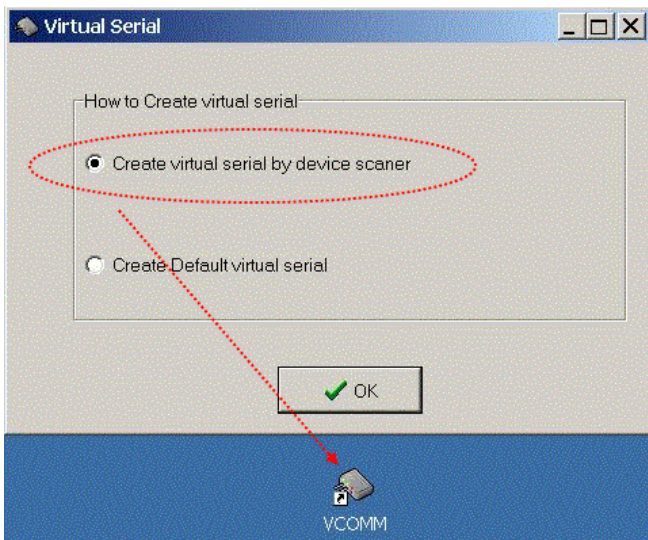 Virtual Serial
How to Create virtual serial
Create virtual serial by device scaner
Create Default virtual serial
OK
VCOMM